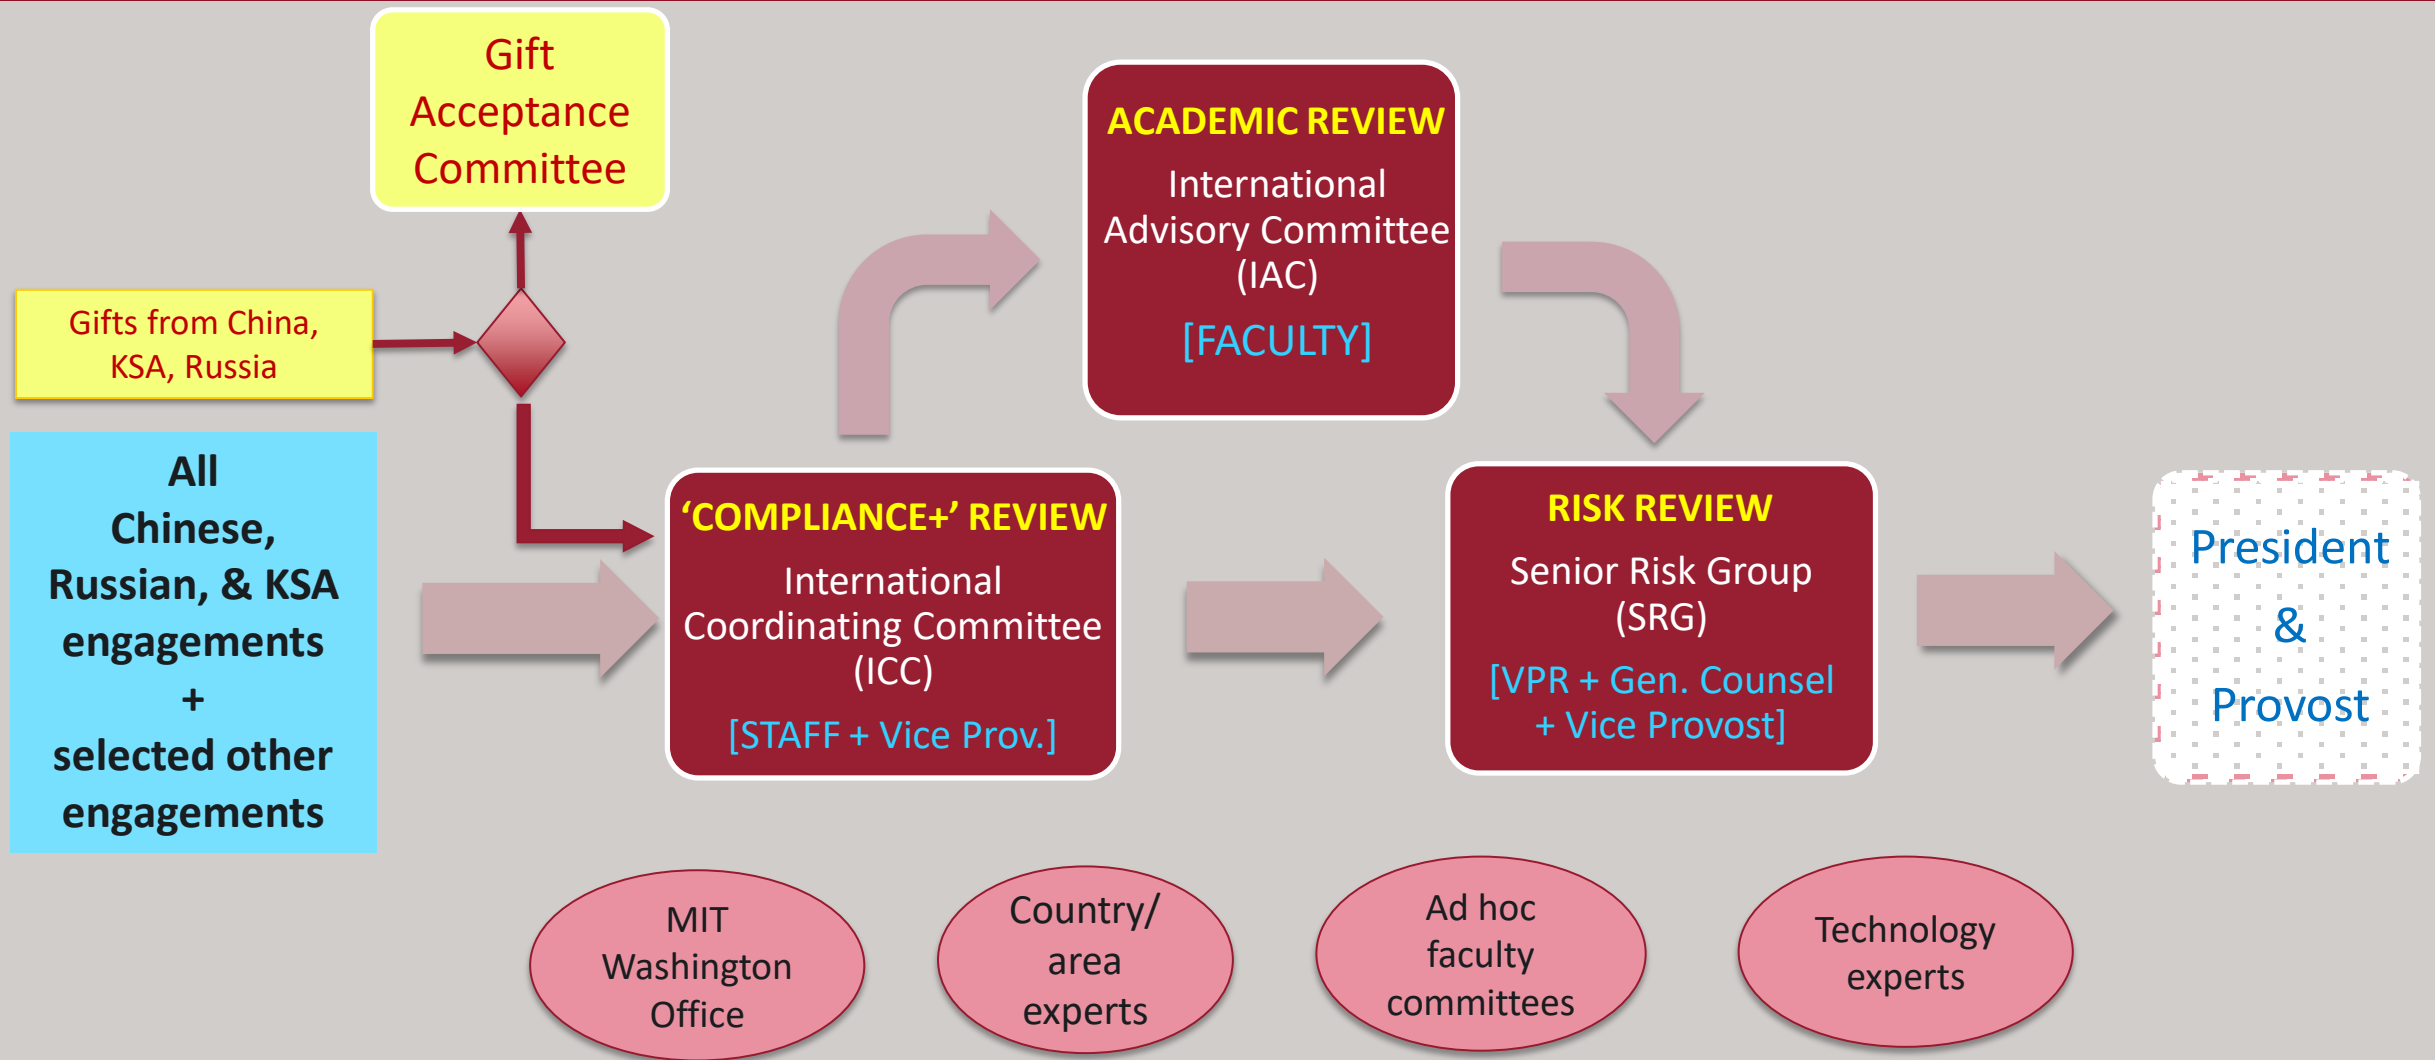 Gift
Acceptance
Committee
Gifts from China,
KSA, Russia
All
Chinese,
Russian, & KSA
engagements
+
selected other
engagements
‘COMPLIANCE+’ REVIEW
International
Coordinating Committee
(ICC)
[STAFF + Vice Prov.]
ACADEMIC REVIEW
International
Advisory Committee
(IAC)
[FACULTY]
RISK REVIEW
Senior Risk Group
(SRG)
[VPR + Gen. Counsel
+ Vice Provost]
President
&
Provost
MIT
Washington
Office
Country/
area
experts
Ad hoc
faculty
committees
Technology
experts